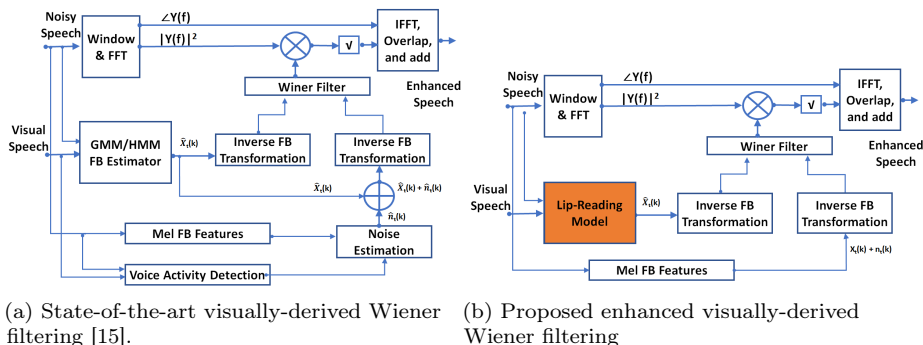 Noisy
Speech
Window
& FFT
∠Y(f)
|Y(f)|²
√
IFFT,
Overlap,
and add
Enhanced
Speech
Winer Filter
Visual
Speech
GMM/HMM
FB Estimator
X̂ₜ(k)
Inverse FB
Transformation
Inverse FB
Transformation
X̂ₜ(k)
X̂ₜ(k) + n̂ₜ(k)
n̂ₜ(k)
Mel FB Features
Noise
Estimation
Voice Activity Detection
(a) State-of-the-art visually-derived Wiener
filtering [15].
Noisy
Speech
Window
& FFT
∠Y(f)
|Y(f)|²
√
IFFT,
Overlap,
and add
Enhanced
Speech
Winer Filter
Visual
Speech
Lip-Reading
Model
X̂ₜ(k)
Inverse FB
Transformation
Inverse FB
Transformation
Xₜ(k) + nₜ(k)
Mel FB Features
(b) Proposed enhanced visually-derived
Wiener filtering